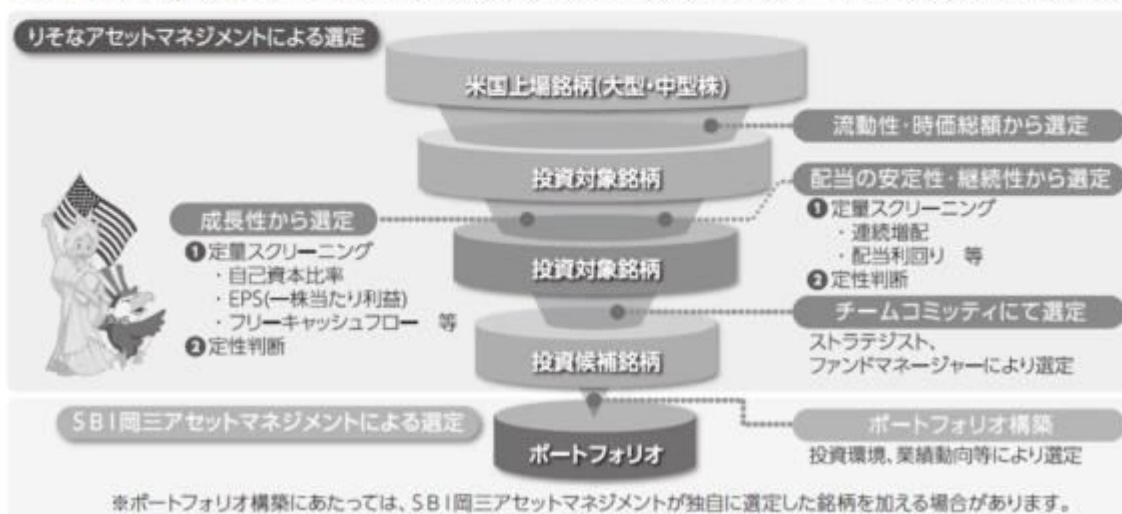 りそなアセットマネジメントによる選定
米国上場銘柄(大型・中型株)
流動性・時価総額から選定
投資対象銘柄
配当の安定性・継続性から選定
❶定量スクリーニング
・連続増配
・配当利回り 等
❷定性判断
成長性から選定
❶定量スクリーニング
・自己資本比率
・EPS(一株当たり利益)
・フリーキャッシュフロー 等
❷定性判断
投資対象銘柄
チームコミッティにて選定
ストラテジスト、
ファンドマネージャーにより選定
投資候補銘柄
SBI岡三アセットマネジメントによる選定
ポートフォリオ
ポートフォリオ構築
投資環境、業績動向等により選定
※ポートフォリオ構築にあたっては、SBI岡三アセットマネジメントが独自に選定した銘柄を加える場合があります。